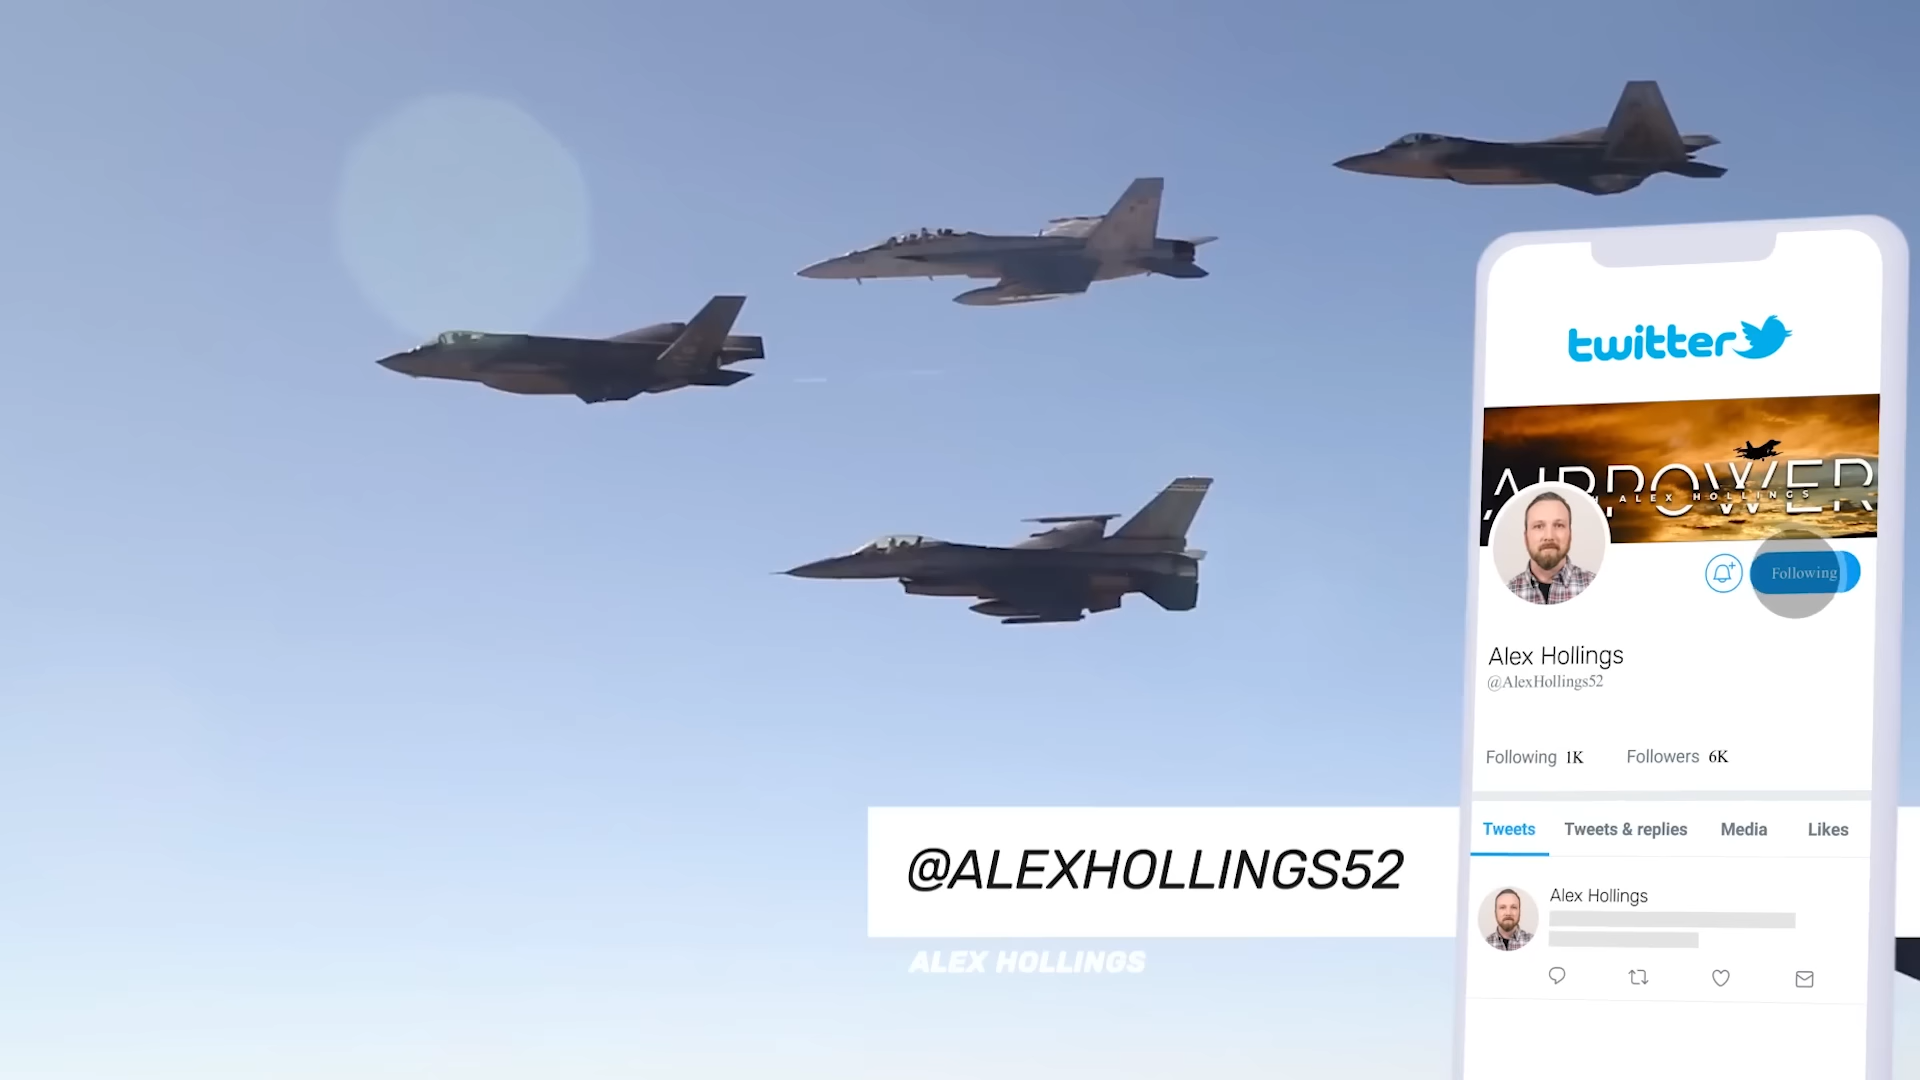 twitter
AIRPOWER
ALEX HOLLINGS
Following
Alex Hollings
@AlexHollings52
Following 1K Followers 6K
Tweets Tweets & replies Media Likes
@ALEXHOLLINGS52
Alex Hollings
ALEX HOLLINGS